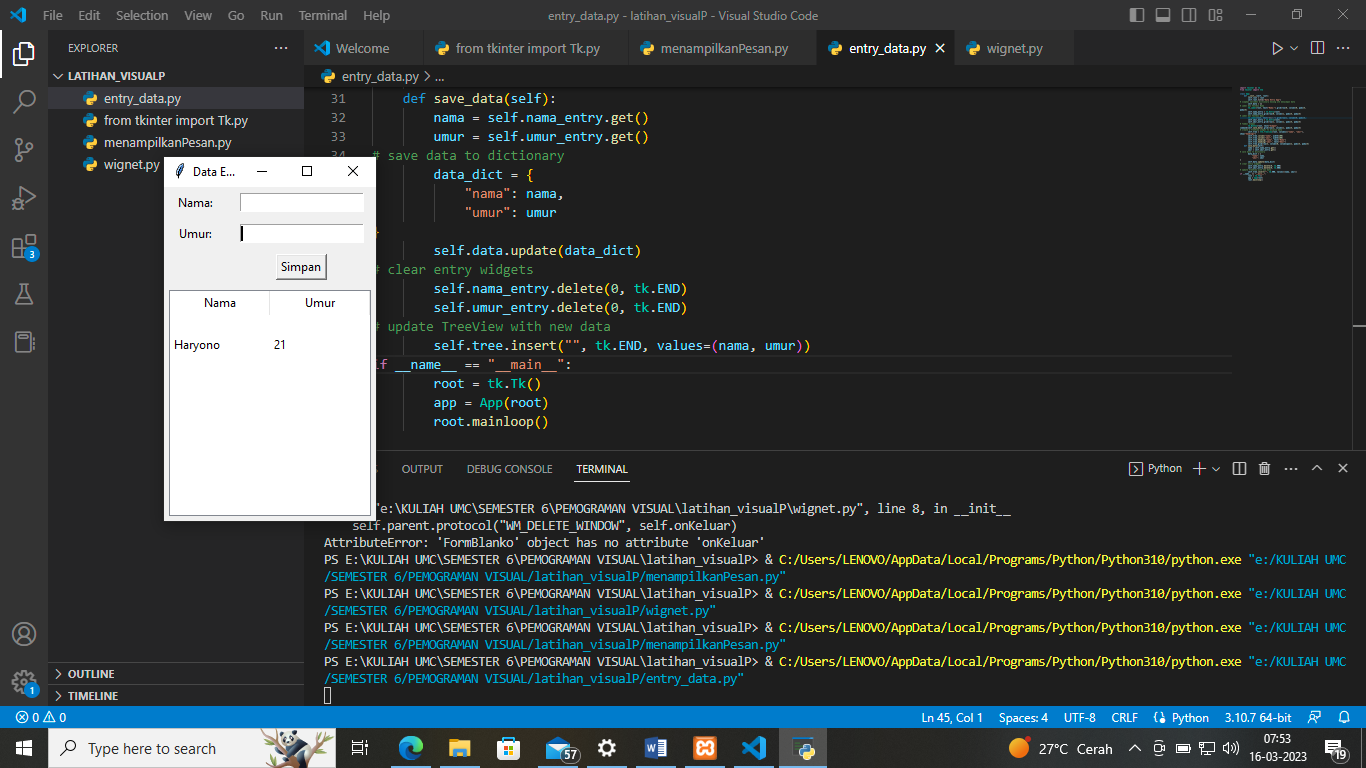 File Edit Selection View Go Run Terminal Help entry_data.py - latihan_visualP - Visual Studio Code
EXPLORER
Welcome from tkinter import Tk.py menampilkanPesan.py entry_data.py wignet.py
LATIHAN_VISUALP
entry_data.py
from tkinter import Tk.py
menampilkanPesan.py
wignet.py
entry_data.py > ...
31 def save_data(self):
32 nama = self.nama_entry.get()
33 umur = self.umur_entry.get()
# save data to dictionary
data_dict = {
"nama": nama,
"umur": umur
self.data.update(data_dict)
# clear entry widgets
self.nama_entry.delete(0, tk.END)
self.umur_entry.delete(0, tk.END)
# update TreeView with new data
self.tree.insert("", tk.END, values=(nama, umur))
if __name__ == "__main__":
root = tk.Tk()
app = App(root)
root.mainloop()
Data E...
Nama:
Umur:
Simpan
Nama Umur
Haryono 21
OUTPUT DEBUG CONSOLE TERMINAL
Python
"e:\KULIAH UMC\SEMESTER 6\PEMOGRAMAN VISUAL\latihan_visualP\wignet.py", line 8, in __init__
self.parent.protocol("WM_DELETE_WINDOW", self.onKeluar)
AttributeError: 'FormBlanko' object has no attribute 'onKeluar'
PS E:\KULIAH UMC\SEMESTER 6\PEMOGRAMAN VISUAL\latihan_visualP> & C:/Users/LENOVO/AppData/Local/Programs/Python/Python310/python.exe "e:/KULIAH UMC
/SEMESTER 6/PEMOGRAMAN VISUAL/latihan_visualP/menampilkanPesan.py"
PS E:\KULIAH UMC\SEMESTER 6\PEMOGRAMAN VISUAL\latihan_visualP> & C:/Users/LENOVO/AppData/Local/Programs/Python/Python310/python.exe "e:/KULIAH UMC
/SEMESTER 6/PEMOGRAMAN VISUAL/latihan_visualP/wignet.py"
PS E:\KULIAH UMC\SEMESTER 6\PEMOGRAMAN VISUAL\latihan_visualP> & C:/Users/LENOVO/AppData/Local/Programs/Python/Python310/python.exe "e:/KULIAH UMC
/SEMESTER 6/PEMOGRAMAN VISUAL/latihan_visualP/menampilkanPesan.py"
PS E:\KULIAH UMC\SEMESTER 6\PEMOGRAMAN VISUAL\latihan_visualP> & C:/Users/LENOVO/AppData/Local/Programs/Python/Python310/python.exe "e:/KULIAH UMC
/SEMESTER 6/PEMOGRAMAN VISUAL/latihan_visualP/entry_data.py"
3
1
OUTLINE
TIMELINE
0 0 Ln 45, Col 1 Spaces: 4 UTF-8 CRLF Python 3.10.7 64-bit
Type here to search 57 27°C Cerah 07:53
16-03-2023 19